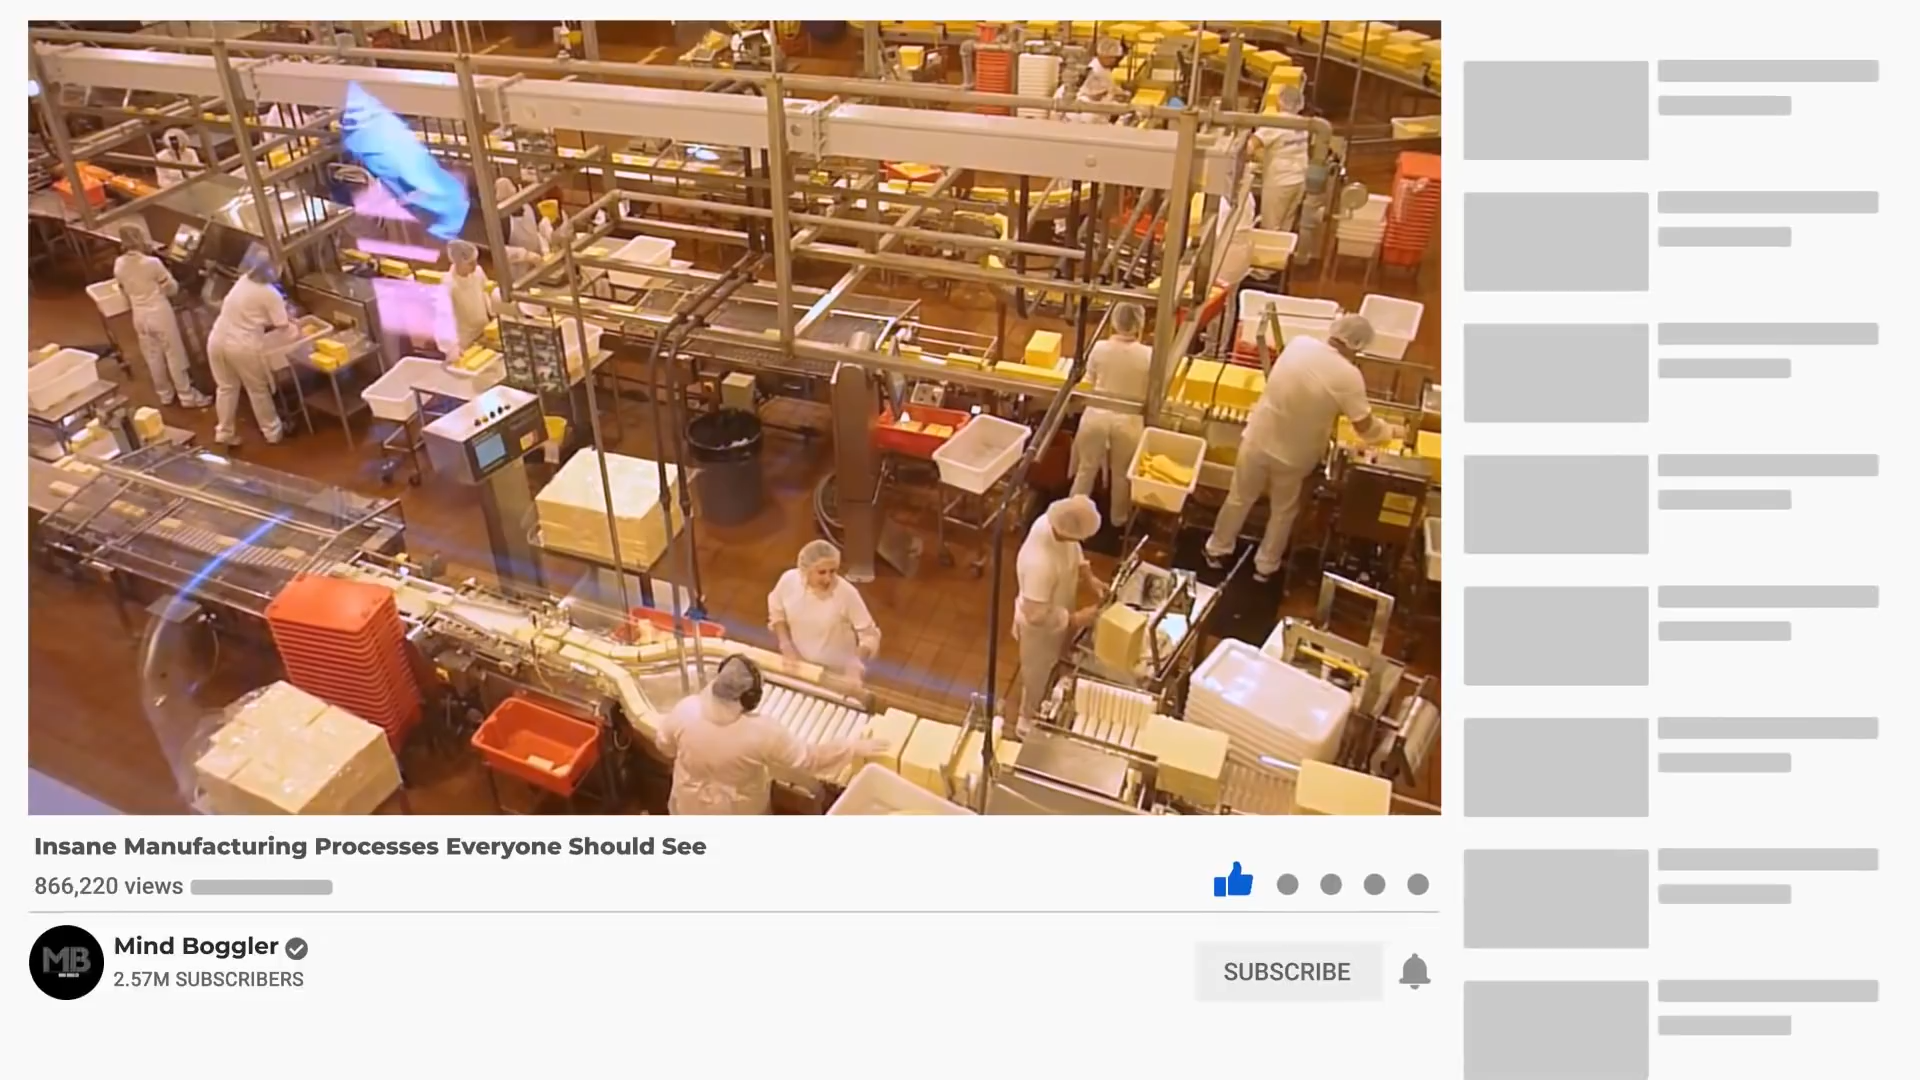 Insane Manufacturing Processes Everyone Should See
866,220 views
MB
Mind Boggler
2.57M SUBSCRIBERS
SUBSCRIBE